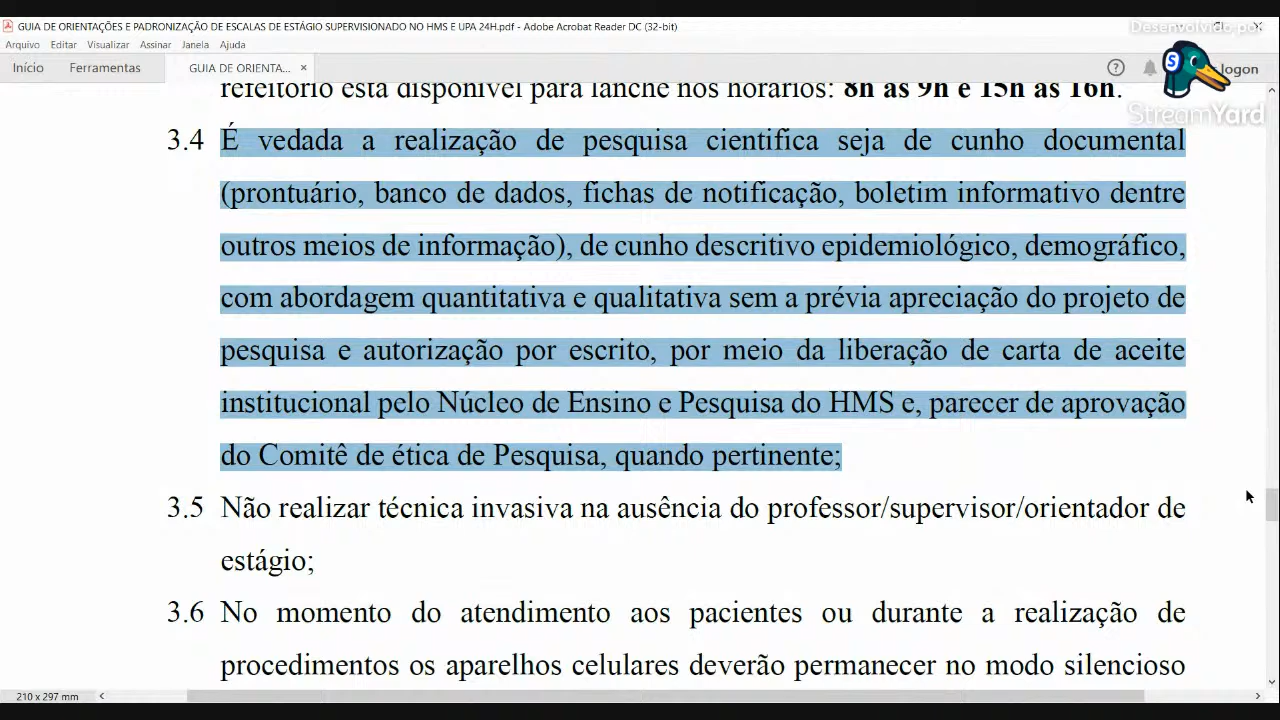 GUIA DE ORIENTAÇÕES E PADRONIZAÇÃO DE ESCALAS DE ESTÁGIO SUPERVISIONADO NO HMS E UPA 24H.pdf - Adobe Acrobat Reader DC (32-bit)
Desenvolvido por
Arquivo Editar Visualizar Assinar Janela Ajuda
Início Ferramentas GUIA DE ORIENTA... × logon
StreamYard
refeitório está disponível para lanche nos horários: 8h às 9h e 15h às 16h.
3.4 É vedada a realização de pesquisa cientifica seja de cunho documental
(prontuário, banco de dados, fichas de notificação, boletim informativo dentre
outros meios de informação), de cunho descritivo epidemiológico, demográfico,
com abordagem quantitativa e qualitativa sem a prévia apreciação do projeto de
pesquisa e autorização por escrito, por meio da liberação de carta de aceite
institucional pelo Núcleo de Ensino e Pesquisa do HMS e, parecer de aprovação
do Comitê de ética de Pesquisa, quando pertinente;
3.5 Não realizar técnica invasiva na ausência do professor/supervisor/orientador de
estágio;
3.6 No momento do atendimento aos pacientes ou durante a realização de
procedimentos os aparelhos celulares deverão permanecer no modo silencioso
210 x 297 mm